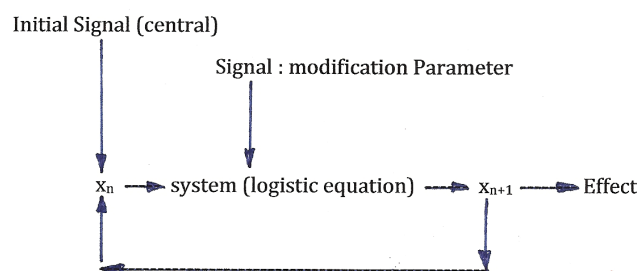 Initial Signal (central)
Signal : modification Parameter
xn system (logistic equation) xn+1 Effect